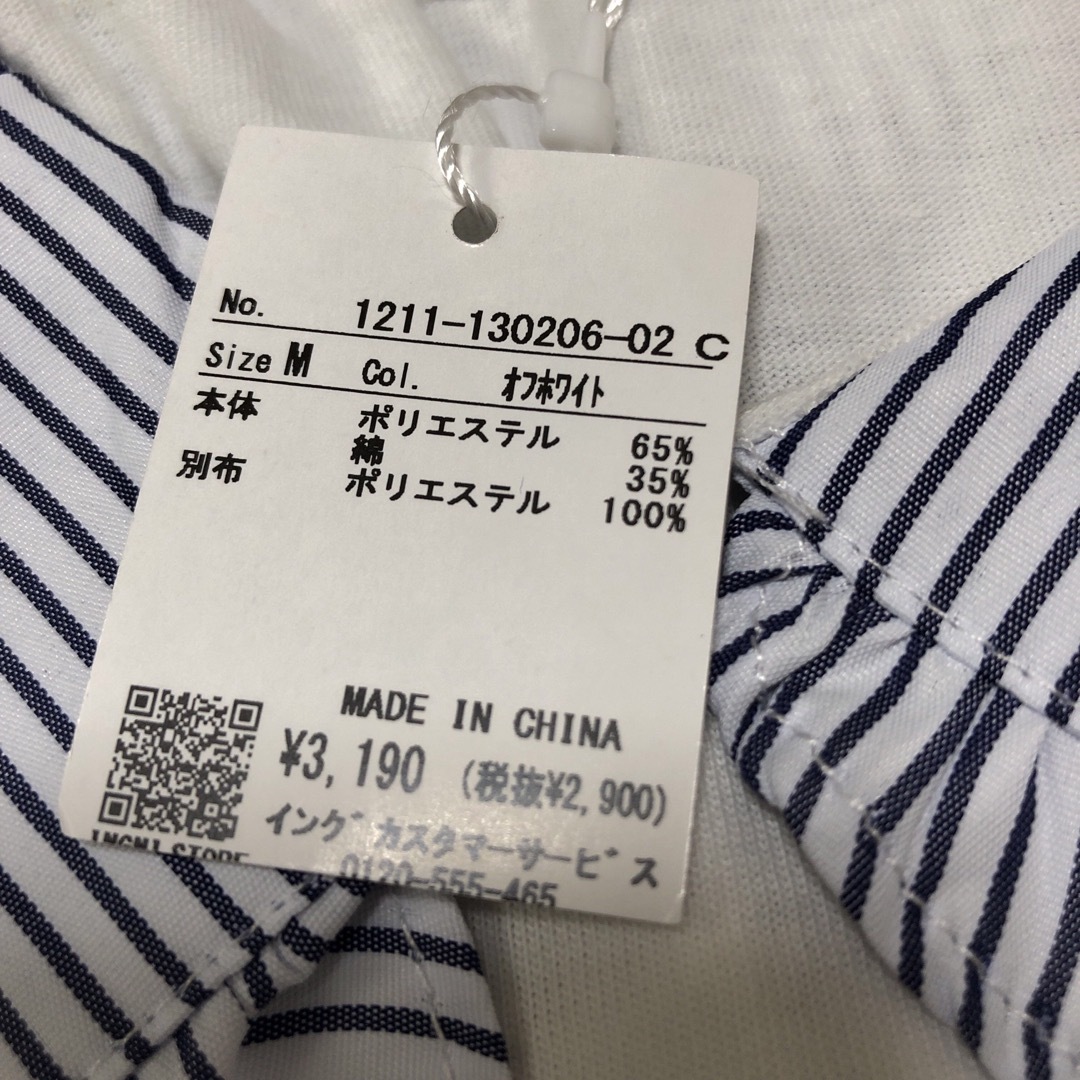 No. 1211-130206-02 C
Size M Col. ｵﾌﾎﾜｲﾄ
本体 ポリエステル 65%
綿 35%
別布 ポリエステル 100%
MADE IN CHINA
¥3,190 (税抜¥2,900)
イングﾞカスタマーサーﾋﾞス
INGNI STORE
0120-555-465